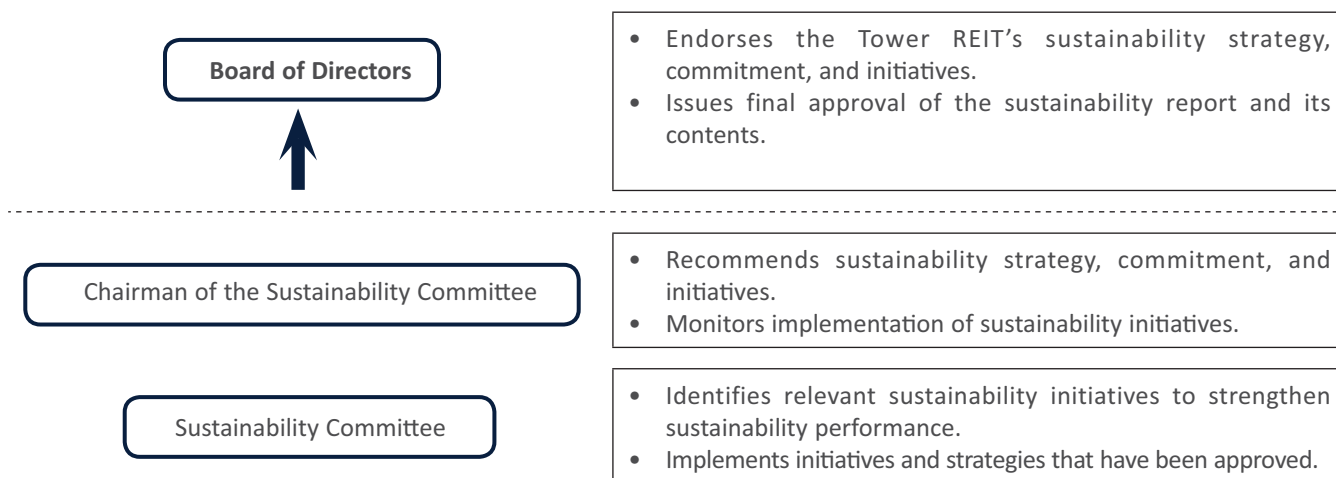 Board of Directors
• Endorses the Tower REIT’s sustainability strategy,
commitment, and initiatives.
• Issues final approval of the sustainability report and its
contents.
Chairman of the Sustainability Committee
• Recommends sustainability strategy, commitment, and
initiatives.
• Monitors implementation of sustainability initiatives.
Sustainability Committee
• Identifies relevant sustainability initiatives to strengthen
sustainability performance.
• Implements initiatives and strategies that have been approved.